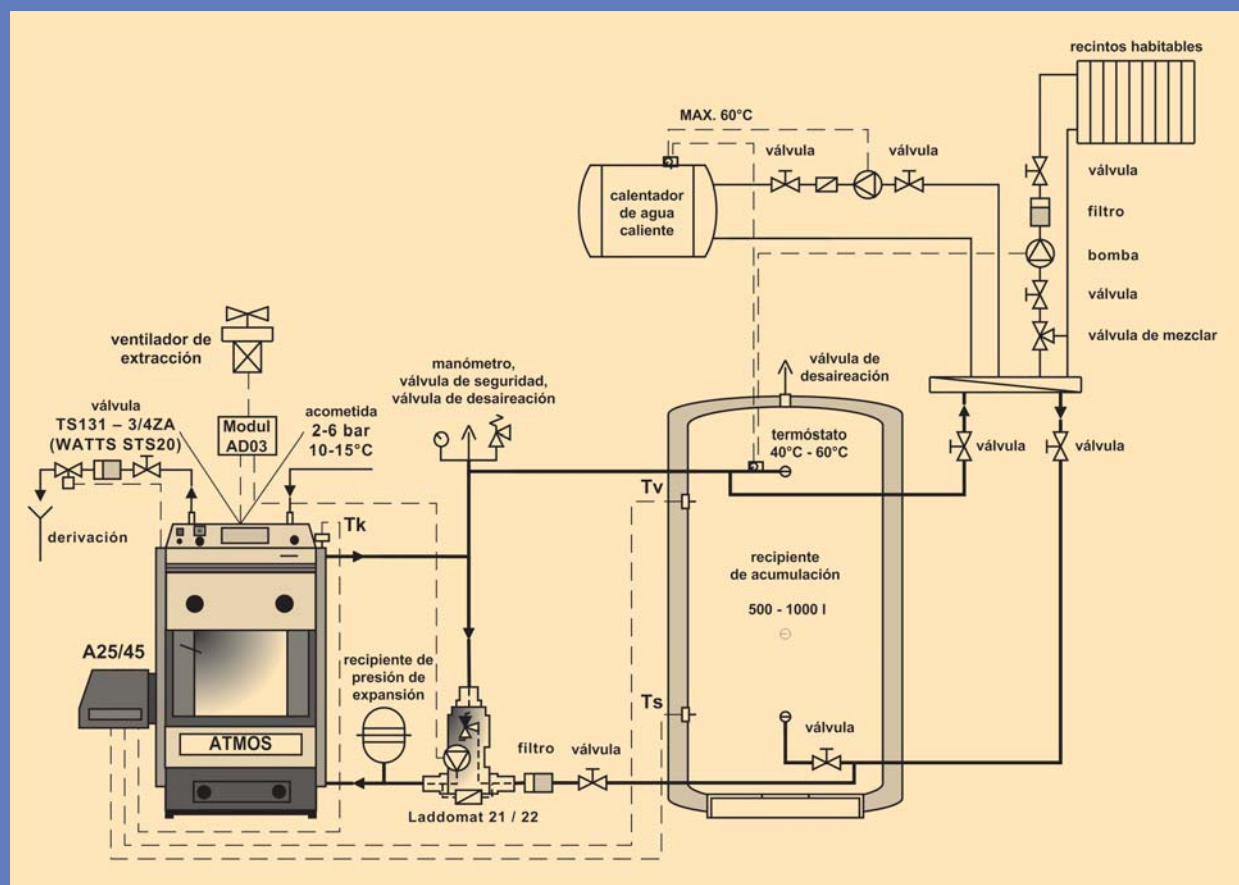 recintos habitables
MAX. 60°C
válvula
válvula
válvula
calentador
de agua
caliente
filtro
bomba
válvula
válvula de mezclar
ventilador de
extracción
manómetro,
válvula de seguridad,
válvula de desaireación
válvula de
desaireación
válvula
TS131 – 3/4ZA
(WATTS STS20)
Modul
AD03
acometida
2-6 bar
10-15°C
termóstato
40°C - 60°C
válvula
válvula
Tv
Tk
derivación
recipiente
de acumulación
500 - 1000 l
A25/45
recipiente de
presión de
expansión
Ts
válvula
ATMOS
filtro
válvula
Laddomat 21 / 22